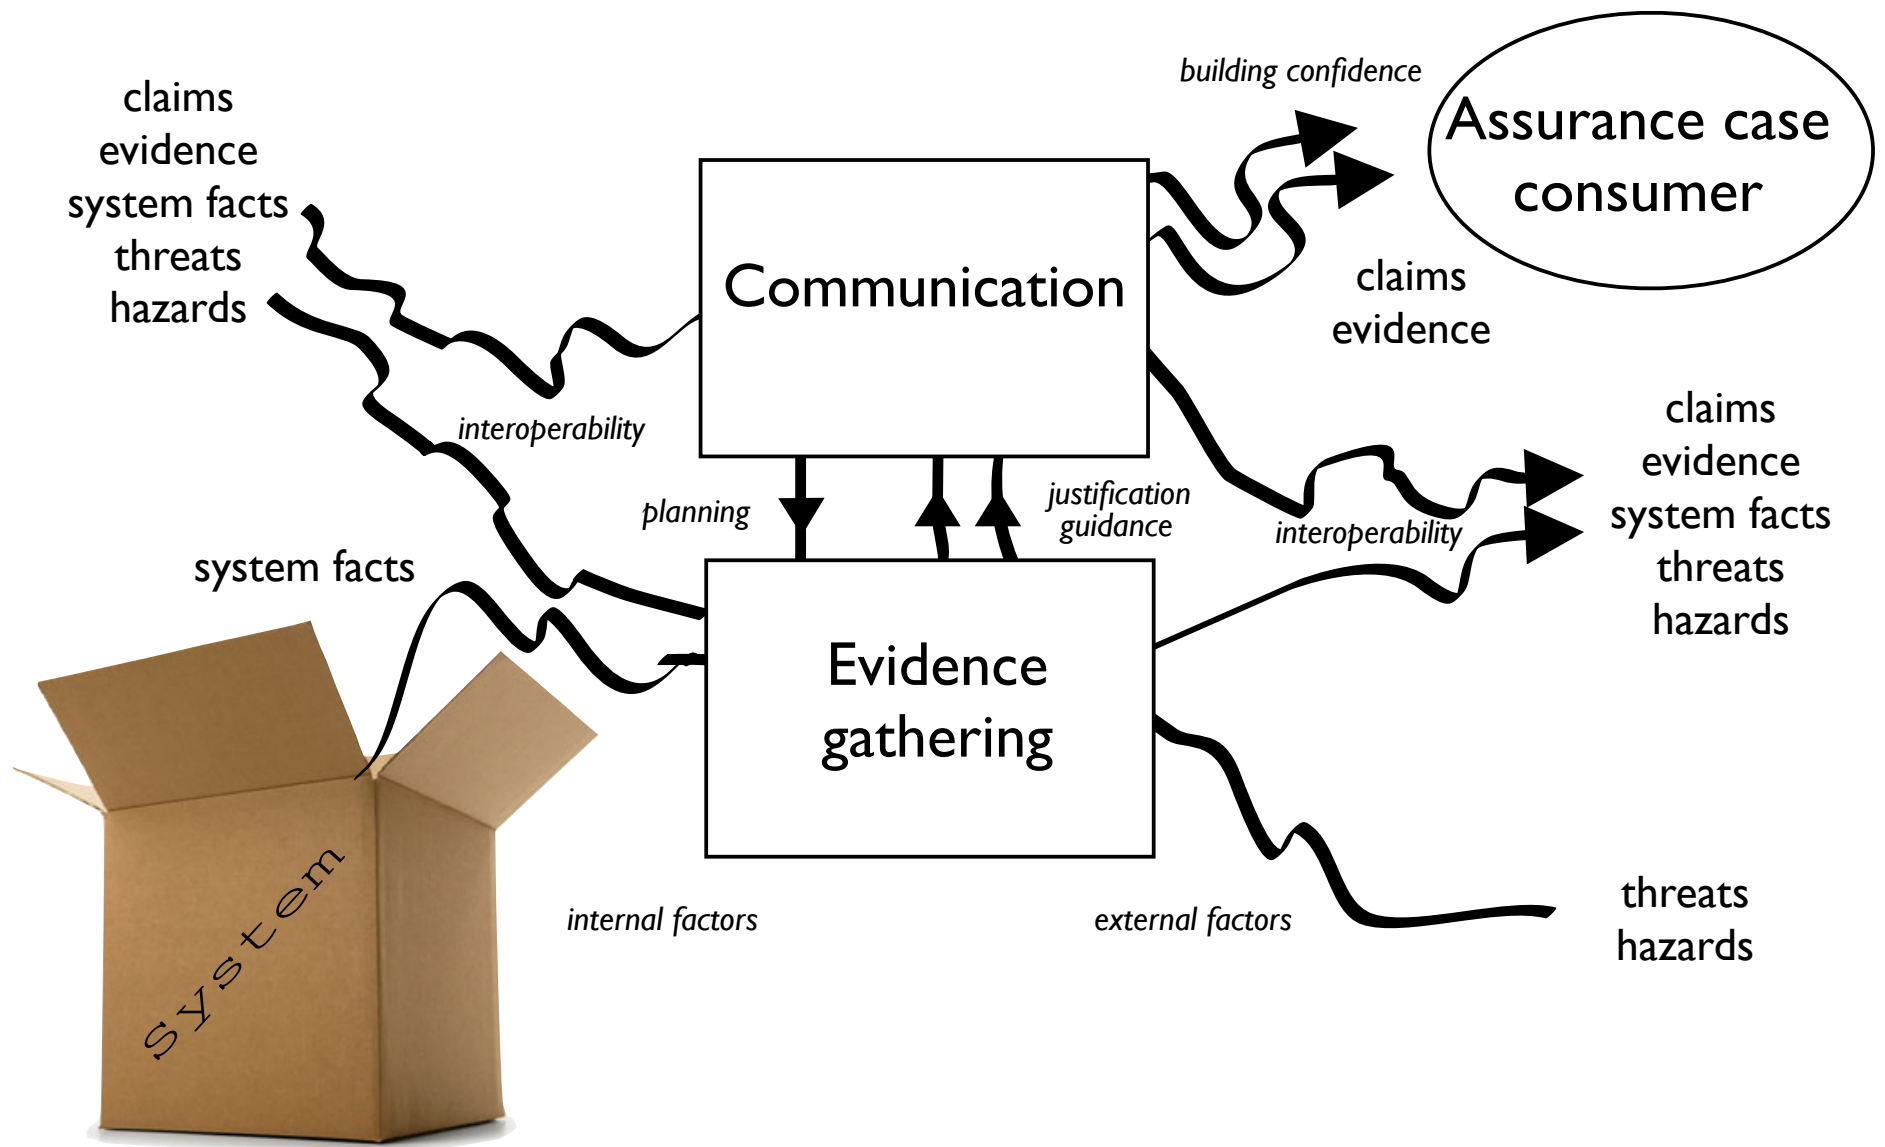 building confidence
Assurance case
consumer
claims
evidence
system facts
threats
hazards
Communication
claims
evidence
interoperability
claims
evidence
system facts
threats
hazards
planning
justification
guidance
interoperability
system facts
Evidence
gathering
System
internal factors
external factors
threats
hazards